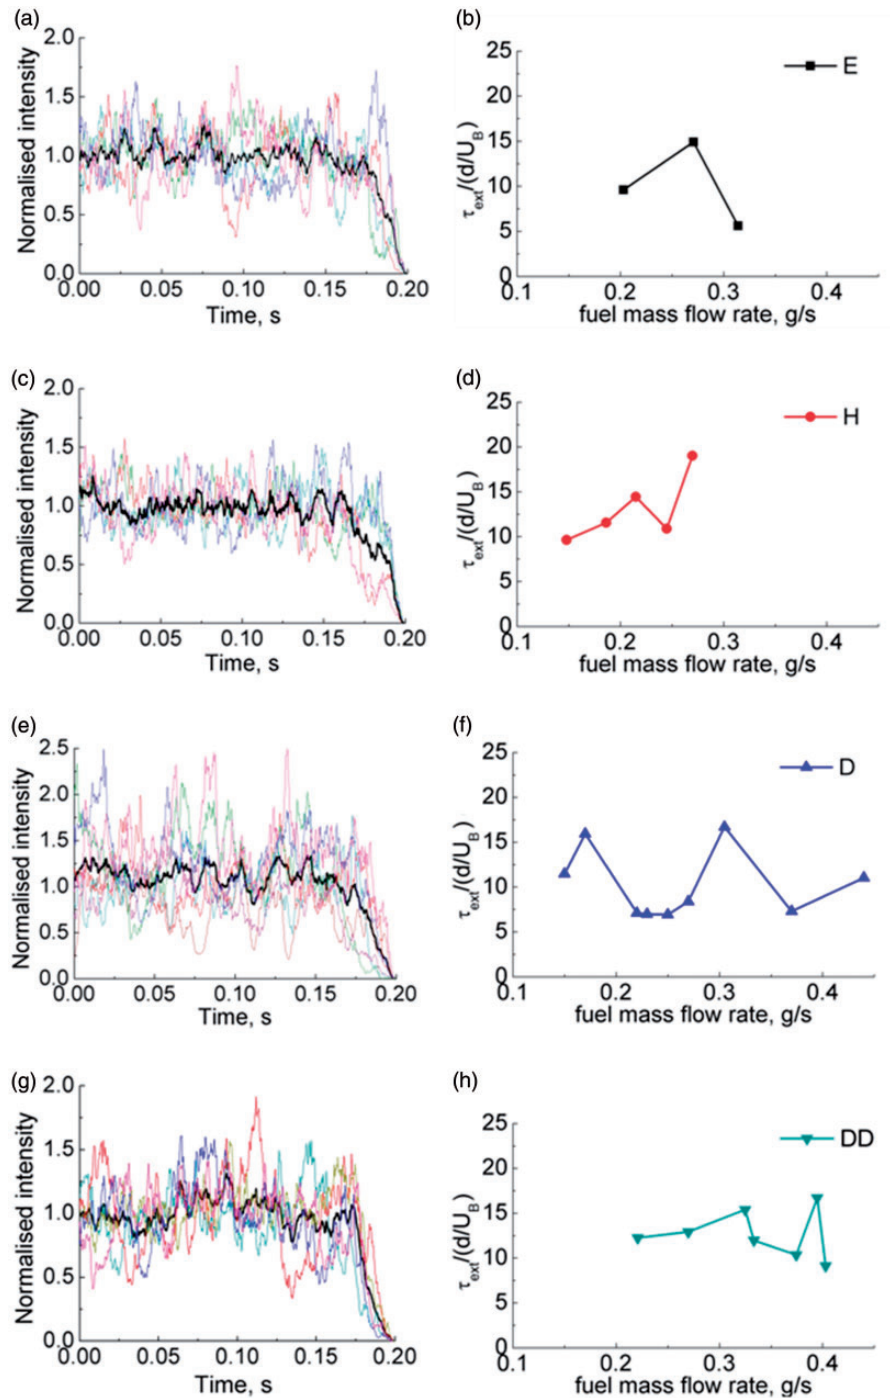 (a)
2.0
1.5
1.0
0.5
0.0
0.00 0.05 0.10 0.15 0.20
Normalised intensity
Time, s
(b)
25
20
15
10
5
0
0.1 0.2 0.3 0.4
τext/(d/UB)
fuel mass flow rate, g/s
E
(c)
2.0
1.5
1.0
0.5
0.0
0.00 0.05 0.10 0.15 0.20
Normalised intensity
Time, s
(d)
25
20
15
10
5
0
0.1 0.2 0.3 0.4
τext/(d/UB)
fuel mass flow rate, g/s
H
(e)
2.5
2.0
1.5
1.0
0.5
0.0
0.00 0.05 0.10 0.15 0.20
Normalised intensity
Time, s
(f)
25
20
15
10
5
0
0.1 0.2 0.3 0.4
τext/(d/UB)
fuel mass flow rate, g/s
D
(g)
2.0
1.5
1.0
0.5
0.0
0.00 0.05 0.10 0.15 0.20
Normalised intensity
Time, s
(h)
25
20
15
10
5
0
0.1 0.2 0.3 0.4
τext/(d/UB)
fuel mass flow rate, g/s
DD